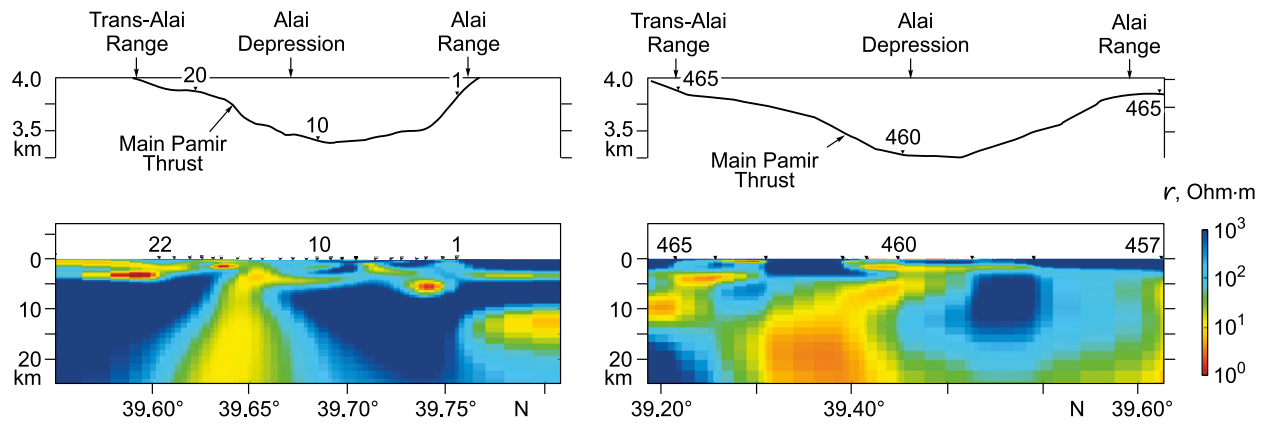 Trans-Alai Range
Alai Depression
Alai Range
4.0
3.5
km
20
10
1
Main Pamir Thrust
Trans-Alai Range
Alai Depression
Alai Range
4.0
3.5
km
465
460
465
Main Pamir Thrust
22
10
1
0
10
20
km
39.60°
39.65°
39.70°
39.75°
N
465
460
457
0
10
20
km
39.20°
39.40°
N
39.60°
r, Ohm·m
10³
10²
10¹
10⁰